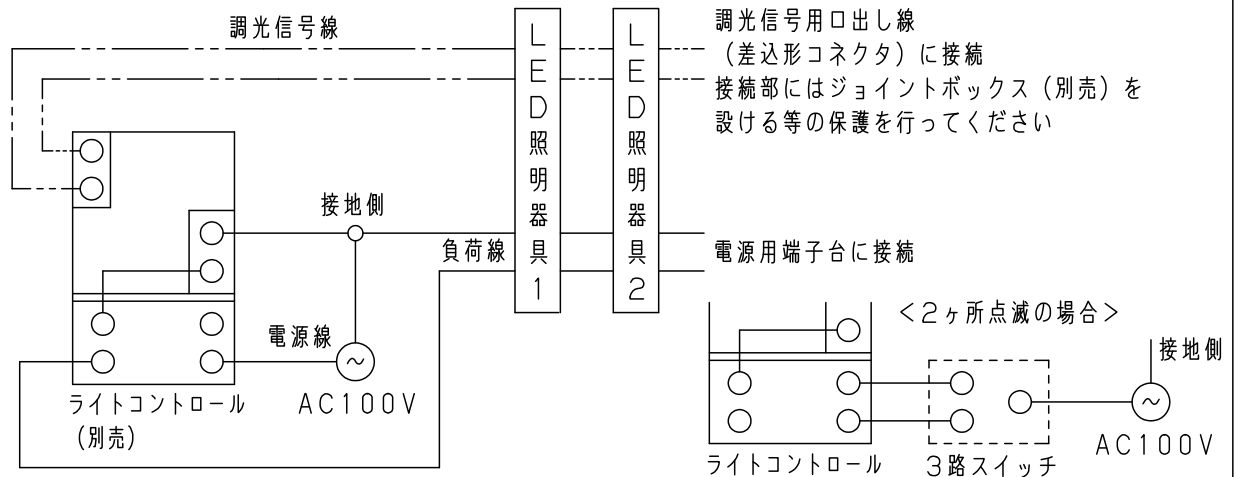 調光信号線
LED照明器具1
LED照明器具2
調光信号用口出し線
(差込形コネクタ)に接続
接続部にはジョイントボックス(別売)を
設ける等の保護を行ってください
接地側
負荷線
電源用端子台に接続
電源線
~
AC100V
ライトコントロール
(別売)
<2ヶ所点滅の場合>
接地側
~
AC100V
ライトコントロール
3路スイッチ